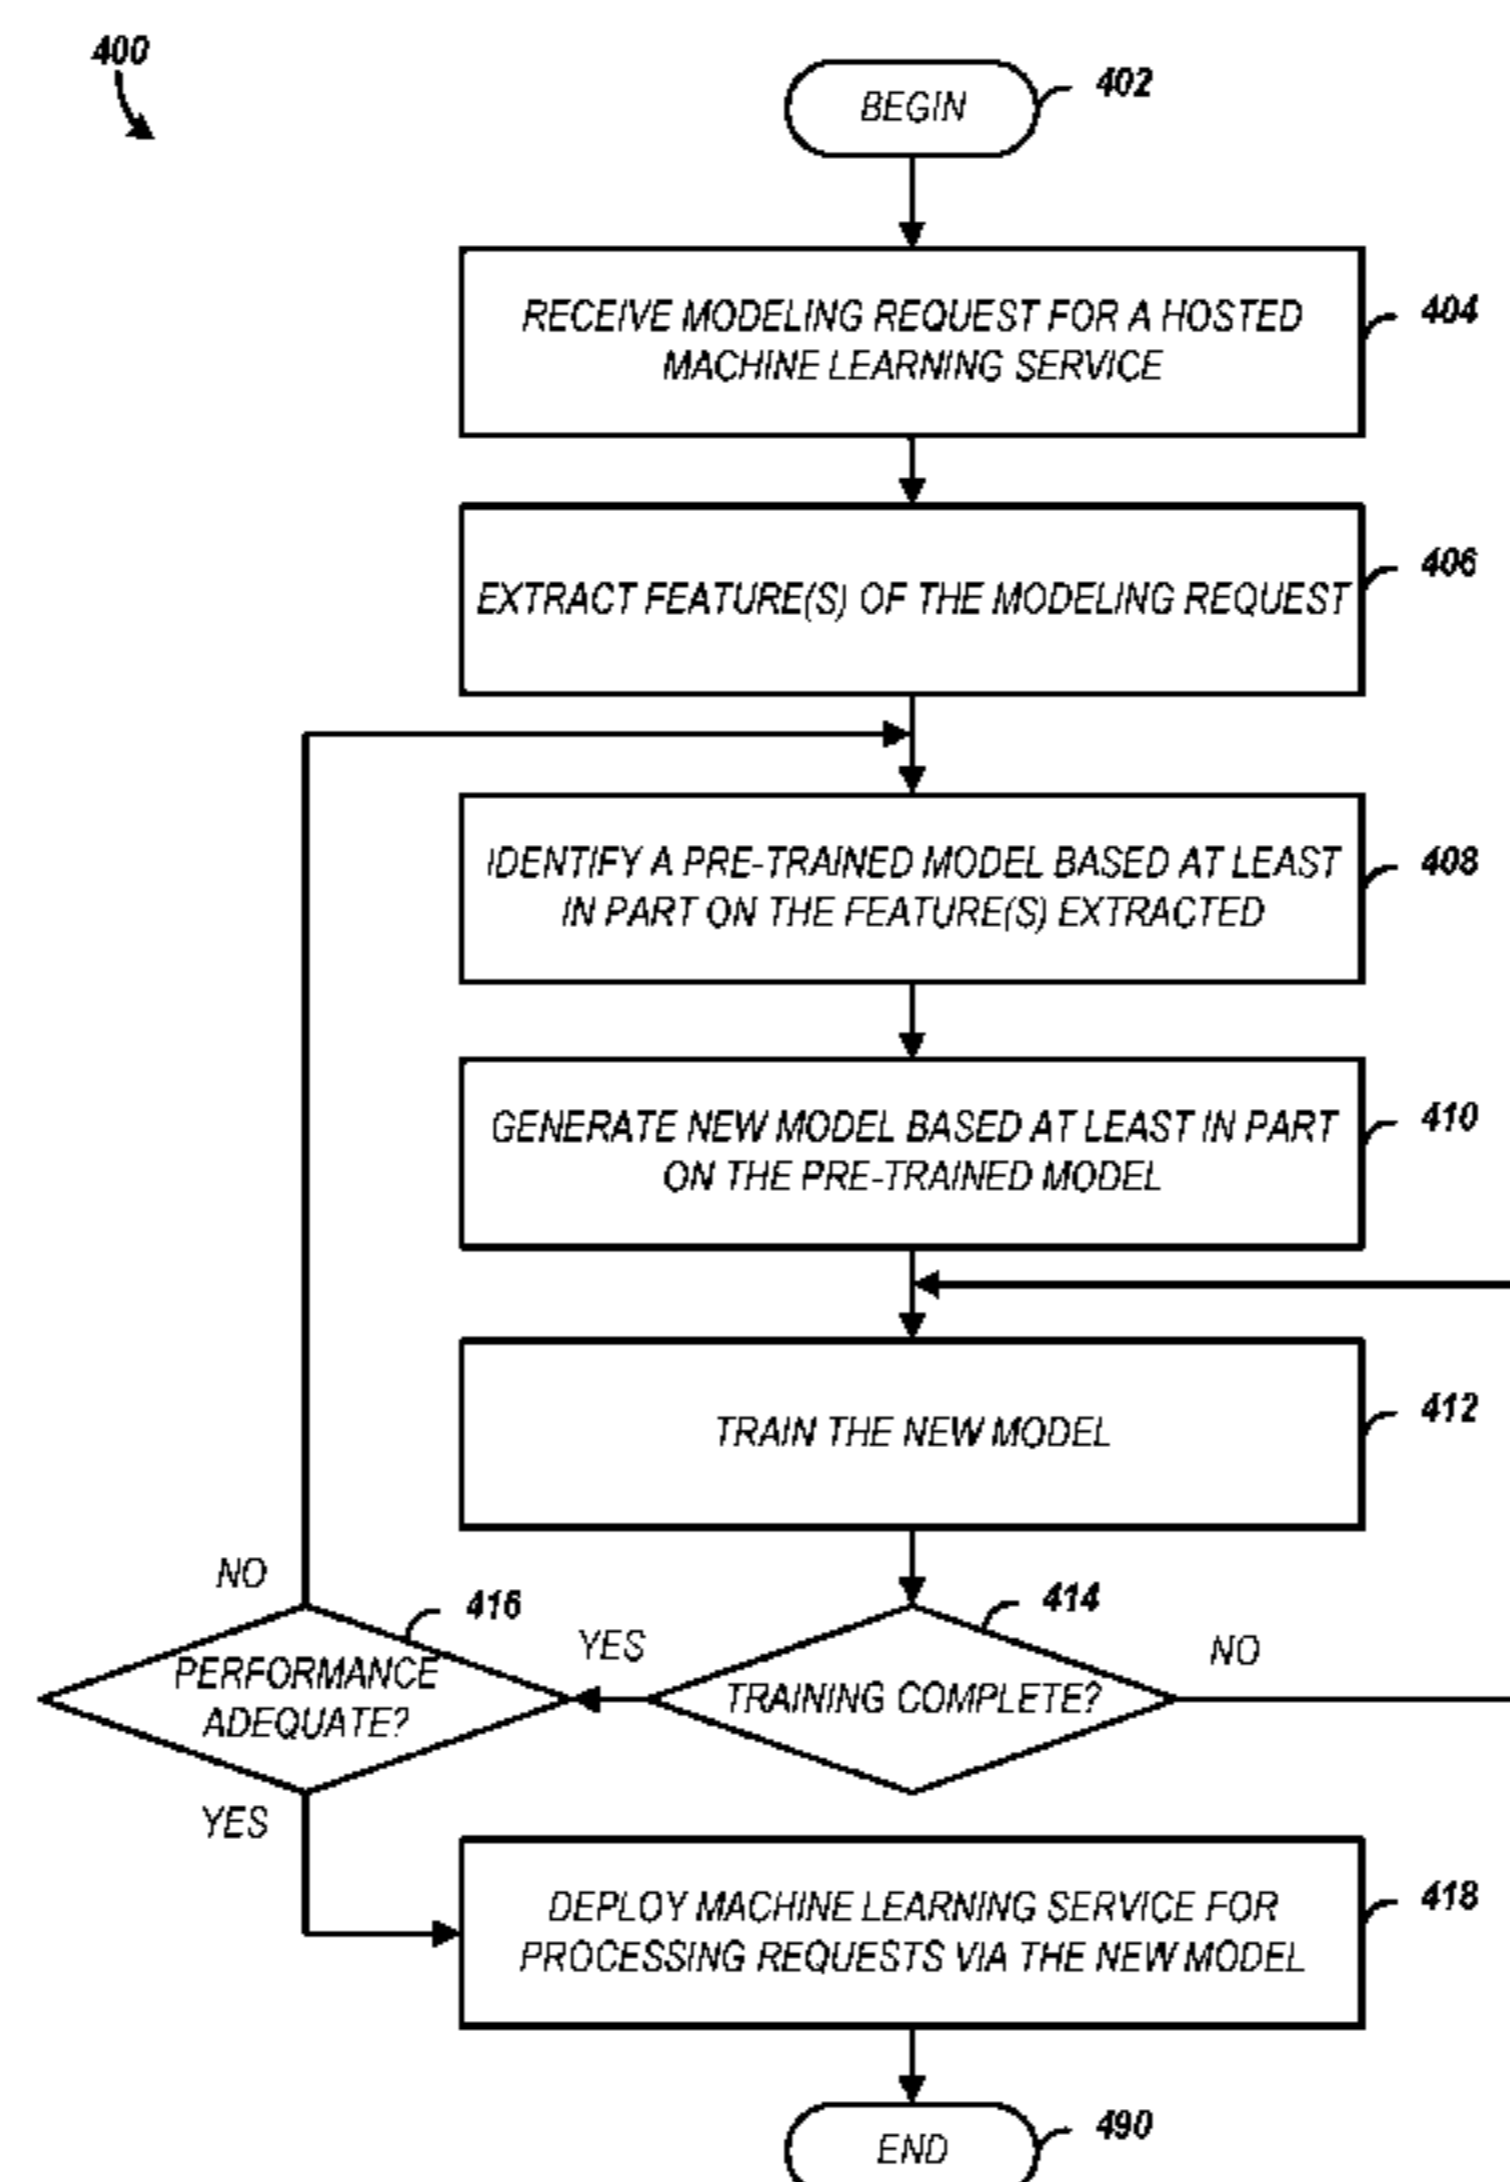 400
BEGIN
402
RECEIVE MODELING REQUEST FOR A HOSTED
MACHINE LEARNING SERVICE
404
EXTRACT FEATURE(S) OF THE MODELING REQUEST
406
IDENTIFY A PRE-TRAINED MODEL BASED AT LEAST
IN PART ON THE FEATURE(S) EXTRACTED
408
GENERATE NEW MODEL BASED AT LEAST IN PART
ON THE PRE-TRAINED MODEL
410
TRAIN THE NEW MODEL
412
NO
416
PERFORMANCE
ADEQUATE?
YES
414
TRAINING COMPLETE?
NO
YES
DEPLOY MACHINE LEARNING SERVICE FOR
PROCESSING REQUESTS VIA THE NEW MODEL
418
END
490